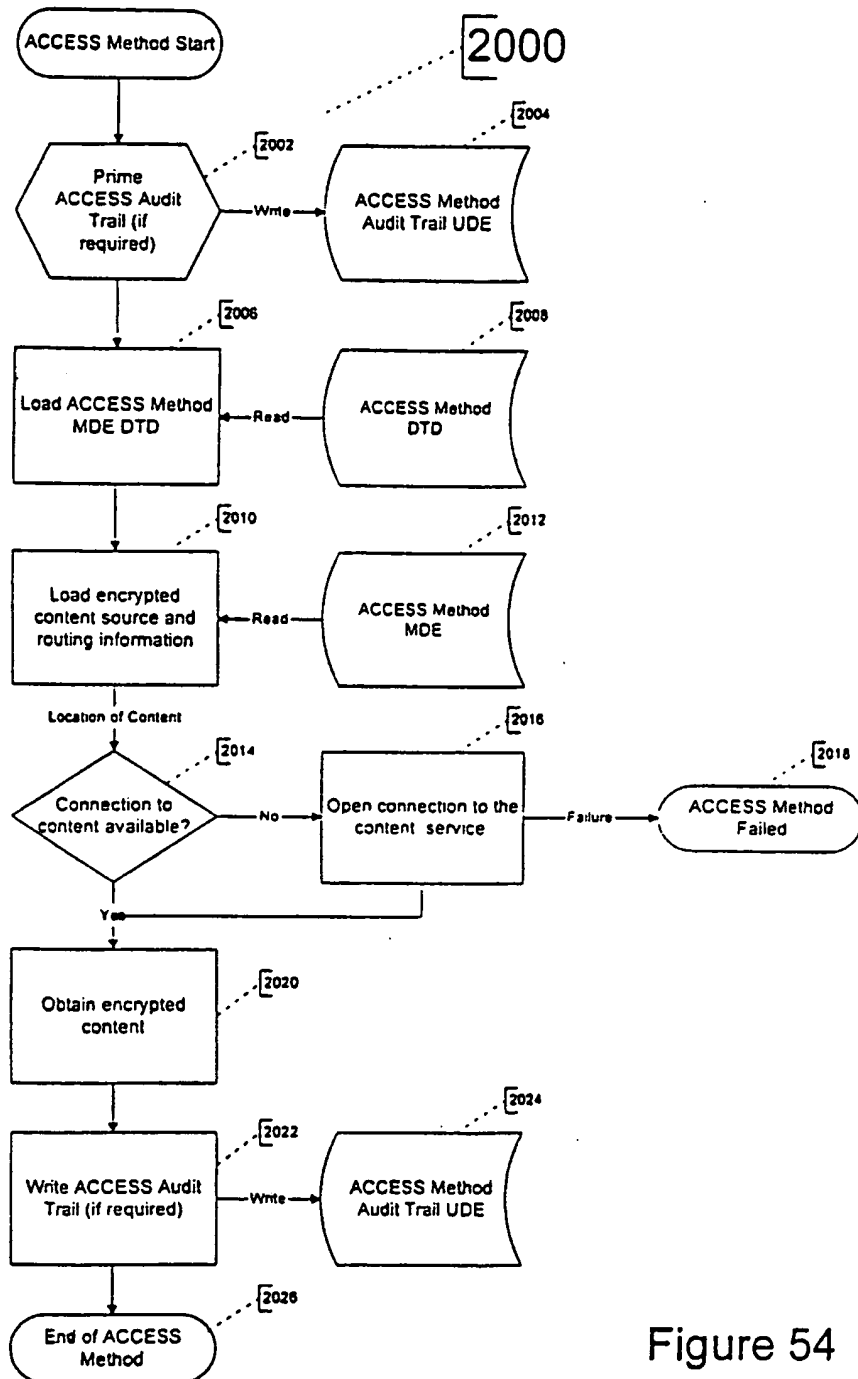 ACCESS Method Start
2000
2002
Prime
ACCESS Audit
Trail (if
required)
Write
2004
ACCESS Method
Audit Trail UDE
2006
Load ACCESS Method
MDE DTD
Read
2008
ACCESS Method
DTD
2010
Load encrypted
content source and
routing information
Read
2012
ACCESS Method
MDE
Location of Content
2014
Connection to
content available?
No
2016
Open connection to the
content service
Failure
2018
ACCESS Method
Failed
Y
2020
Obtain encrypted
content
2022
Write ACCESS Audit
Trail (if required)
Write
2024
ACCESS Method
Audit Trail UDE
2026
End of ACCESS
Method
Figure 54